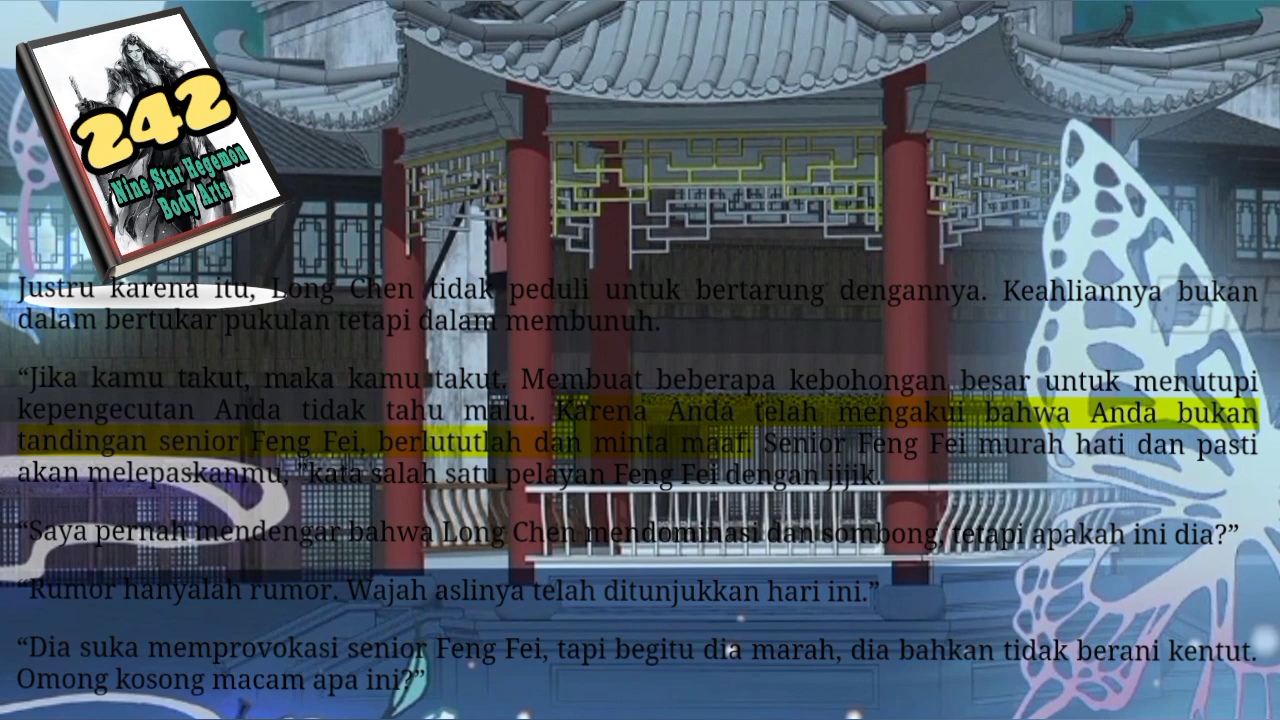 242
Nine Star Hegemon
Body Arts
Justru karena itu, Long Chen tidak peduli untuk bertarung dengannya. Keahliannya bukan
dalam bertukar pukulan tetapi dalam membunuh.
“Jika kamu takut, maka kamu takut. Membuat beberapa kebohongan besar untuk menutupi
kepengecutan Anda tidak tahu malu. Karena Anda telah mengakui bahwa Anda bukan
tandingan senior Feng Fei, berlututlah dan minta maaf. Senior Feng Fei murah hati dan pasti
akan melepaskanmu, ”kata salah satu pelayan Feng Fei dengan jijik.
“Saya pernah mendengar bahwa Long Chen mendominasi dan sombong, tetapi apakah ini dia?”
“Rumor hanyalah rumor. Wajah aslinya telah ditunjukkan hari ini.”
“Dia suka memprovokasi senior Feng Fei, tapi begitu dia marah, dia bahkan tidak berani kentut.
Omong kosong macam apa ini?”